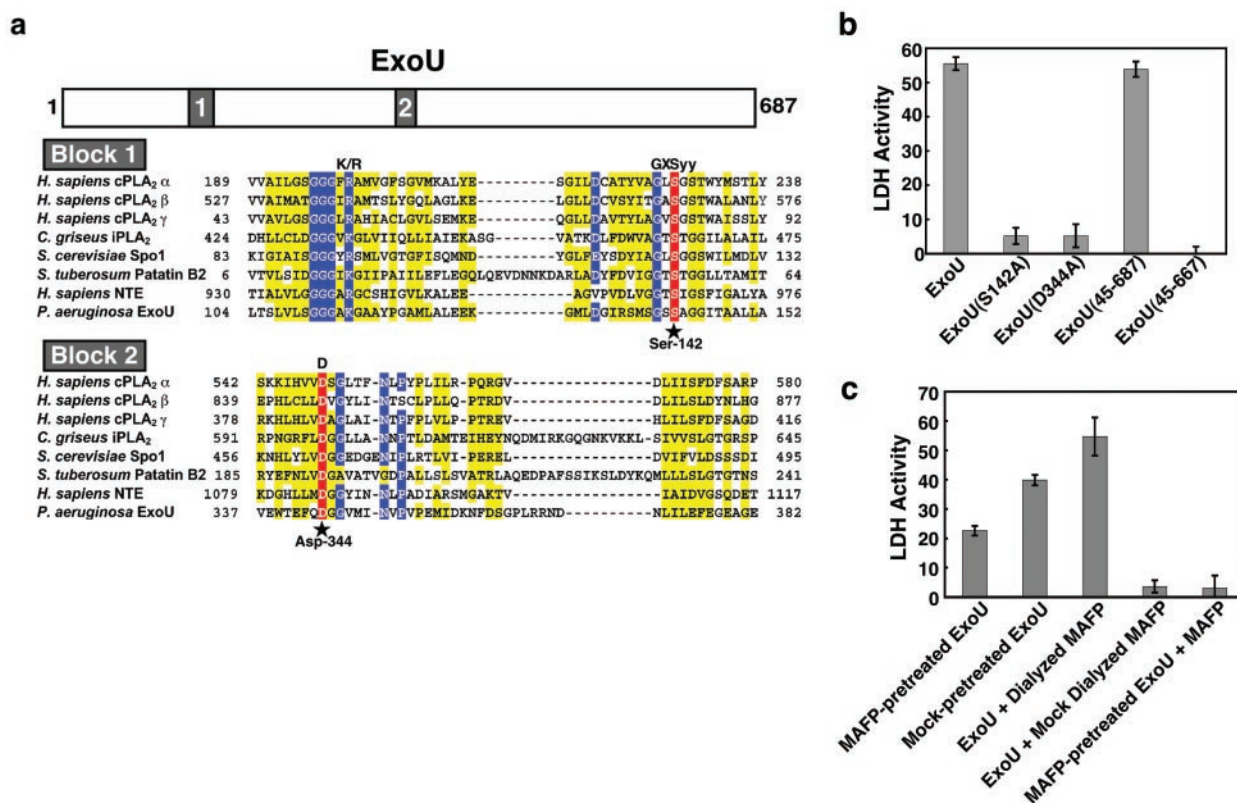 a
ExoU
1 1 2 687
Block 1
K/R GXSyy
H. sapiens cPLA2 α 189 VVAILGSGGGFRAMVGFSGVMKALYE----------SGILDCATYVAGLSGSTWYMSTLY 238
H. sapiens cPLA2 β 527 VVAIMATGGGIRAMTSLYGQLAGLKE----------LGLLDCVSYITGASGSTWALANLY 576
H. sapiens cPLA2 γ 43 VVAVLGSGGGLRAHIACLGVLSEMKE----------QGLLDAVTYLAGVSGSTWAISSLY 92
C. griseus iPLA2 424 DHLLCLDGGGVKGLVIIQLLIAIEKASG--------VATKDLFDWVAGTSTGGILALAIL 475
S. cerevisiae Spo1 83 KIGIAISGGGYRSMLVGTGFISQMND----------YGLFEYSDYIAGLSGGSWILMDLV 132
S. tuberosum Patatin B2 6 VTVLSIDGGGIKGIIPAIILEFLEGQLQEVDNNKDARLADYFDVIGGTSTGGLLTAMIT 64
H. sapiens NTE 930 TIALVLGGGGARGCSHIGVLKALEE-----------AGVPVDLVGGTSIGSFIGALYA 976
P. aeruginosa ExoU 104 LTSLVLSGGGAKGAAYPGAMLALEEK----------GMLDGIRSMSGSSAGGITAALLA 152
Ser-142
Block 2
D
H. sapiens cPLA2 α 542 SKKIHVVDSGLTF-NLPYPLILR-PQRGV----------------DLIISFDFSARP 580
H. sapiens cPLA2 β 839 EPHLCLLDVGYLI-NTSCLPLLQ-PTRDV----------------DLILSLDYNLHG 877
H. sapiens cPLA2 γ 378 RKHLHLVDAGLAI-NTPFPLVLP-PTREV----------------HLILSFDFSAGD 416
C. griseus iPLA2 591 RPNGRFLDGGLLA-NNPTLDAMTEIHEYNQDMIRKGQGNKVKKL-SIVVSLGTGRSP 645
S. cerevisiae Spo1 456 KNHLYLVDGGEDGENIPLRTLVI-PEREL----------------DVIFVLDSSSDI 495
S. tuberosum Patatin B2 185 RYEFNLVDGAVATVGDPALLSLSVATRLAQEDPAFSSIKSLDYKQMLLLSLGTGTNS 241
H. sapiens NTE 1079 KDGHLLMDGGYIN-NLPADIARSMGAKTV----------------IAIDVGSQDET 1117
P. aeruginosa ExoU 337 VEWTEFQDGGVMI-NVPVPEMIDKNFDSGPLRRND----------NLILEFEGEAGE 382
Asp-344
b
LDH Activity
60
50
40
30
20
10
0
ExoU
ExoU(S142A)
ExoU(D344A)
ExoU(45-687)
ExoU(45-667)
c
LDH Activity
70
60
50
40
30
20
10
0
MAFP-pretreated ExoU
Mock-pretreated ExoU
ExoU + Dialyzed MAFP
ExoU + Mock Dialyzed MAFP
MAFP-pretreated ExoU + MAFP